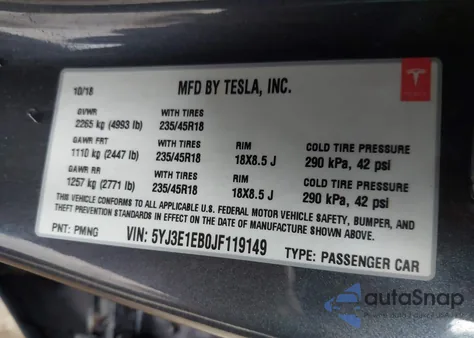 10/18 MFD BY TESLA, INC.
GVWR WITH TIRES
2265 kg (4993 lb) 235/45R18
GAWR FRT WITH TIRES RIM COLD TIRE PRESSURE
1110 kg (2447 lb) 235/45R18 18X8.5 J 290 kPa, 42 psi
GAWR RR WITH TIRES RIM COLD TIRE PRESSURE
1257 kg (2771 lb) 235/45R18 18X8.5 J 290 kPa, 42 psi
THIS VEHICLE CONFORMS TO ALL APPLICABLE U.S. FEDERAL MOTOR VEHICLE SAFETY, BUMPER, AND
THEFT PREVENTION STANDARDS IN EFFECT ON THE DATE OF MANUFACTURE SHOWN ABOVE.
PNT: PMNG VIN: 5YJ3E1EB0JF119149 TYPE: PASSENGER CAR
TESLA
autoSnap